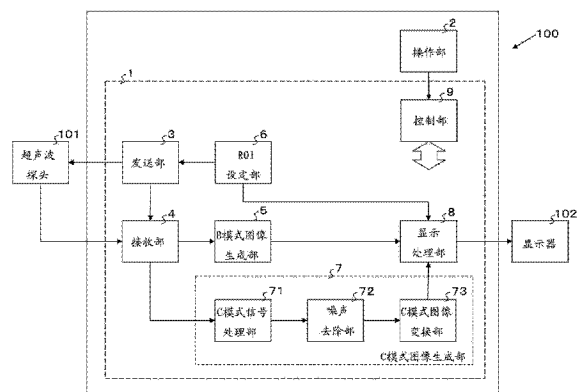 100
2
操作部
1
9
控制部
101
超声波
探头
3
发送部
6
ROI
设定部
4
接收部
5
B模式图像
生成部
8
显示
处理部
102
显示器
7
71
C模式信号
处理部
72
噪声
去除部
73
C模式图像
变换部
C模式图像生成部